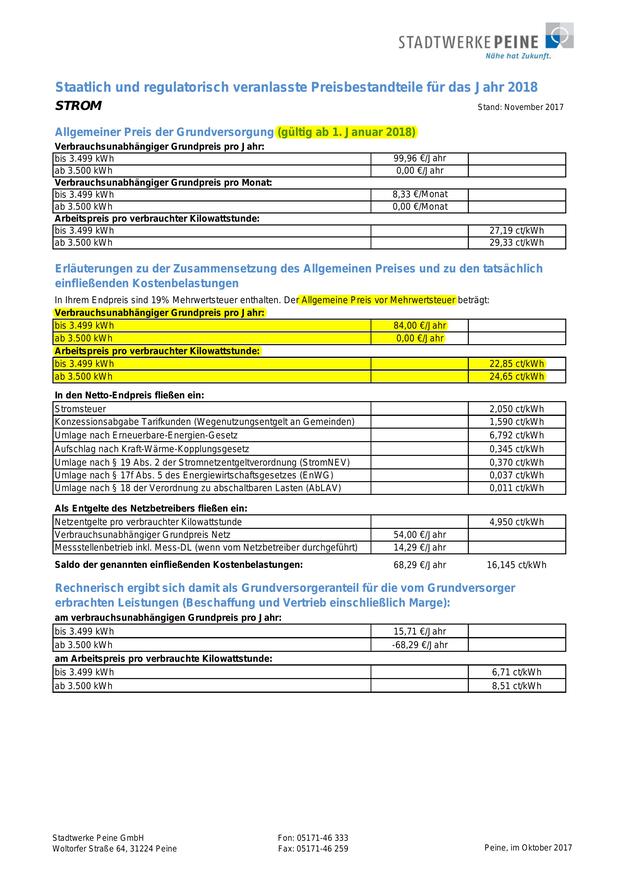 STADTWERKE PEINE
Nähe hat Zukunft.
Staatlich und regulatorisch veranlasste Preisbestandteile für das Jahr 2018
STROM
Stand: November 2017
Allgemeiner Preis der Grundversorgung (gültig ab 1. Januar 2018)
Verbrauchsunabhängiger Grundpreis pro Jahr:
bis 3.499 kWh 99,96 €/Jahr
ab 3.500 kWh 0,00 €/Jahr
Verbrauchsunabhängiger Grundpreis pro Monat:
bis 3.499 kWh 8,33 €/Monat
ab 3.500 kWh 0,00 €/Monat
Arbeitspreis pro verbrauchter Kilowattstunde:
bis 3.499 kWh 27,19 ct/kWh
ab 3.500 kWh 29,33 ct/kWh
Erläuterungen zu der Zusammensetzung des Allgemeinen Preises und zu den tatsächlich
einfließenden Kostenbelastungen
In Ihrem Endpreis sind 19% Mehrwertsteuer enthalten. Der Allgemeine Preis vor Mehrwertsteuer beträgt:
Verbrauchsunabhängiger Grundpreis pro Jahr:
bis 3.499 kWh 84,00 €/Jahr
ab 3.500 kWh 0,00 €/Jahr
Arbeitspreis pro verbrauchter Kilowattstunde:
bis 3.499 kWh 22,85 ct/kWh
ab 3.500 kWh 24,65 ct/kWh
In den Netto-Endpreis fließen ein:
Stromsteuer 2,050 ct/kWh
Konzessionsabgabe Tarifkunden (Wegenutzungsentgelt an Gemeinden) 1,590 ct/kWh
Umlage nach Erneuerbare-Energien-Gesetz 6,792 ct/kWh
Aufschlag nach Kraft-Wärme-Kopplungsgesetz 0,345 ct/kWh
Umlage nach § 19 Abs. 2 der Stromnetzentgeltverordnung (StromNEV) 0,370 ct/kWh
Umlage nach § 17f Abs. 5 des Energiewirtschaftsgesetzes (EnWG) 0,037 ct/kWh
Umlage nach § 18 der Verordnung zu abschaltbaren Lasten (AbLAV) 0,011 ct/kWh
Als Entgelte des Netzbetreibers fließen ein:
Netzentgelte pro verbrauchter Kilowattstunde 4,950 ct/kWh
Verbrauchsunabhängiger Grundpreis Netz 54,00 €/Jahr
Messstellenbetrieb inkl. Mess-DL (wenn vom Netzbetreiber durchgeführt) 14,29 €/Jahr
Saldo der genannten einfließenden Kostenbelastungen: 68,29 €/Jahr 16,145 ct/kWh
Rechnerisch ergibt sich damit als Grundversorgeranteil für die vom Grundversorger
erbrachten Leistungen (Beschaffung und Vertrieb einschließlich Marge):
am verbrauchsunabhängigen Grundpreis pro Jahr:
bis 3.499 kWh 15,71 €/Jahr
ab 3.500 kWh -68,29 €/Jahr
am Arbeitspreis pro verbrauchte Kilowattstunde:
bis 3.499 kWh 6,71 ct/kWh
ab 3.500 kWh 8,51 ct/kWh
Stadtwerke Peine GmbH Fon: 05171-46 333
Woltorfer Straße 64, 31224 Peine Fax: 05171-46 259 Peine, im Oktober 2017